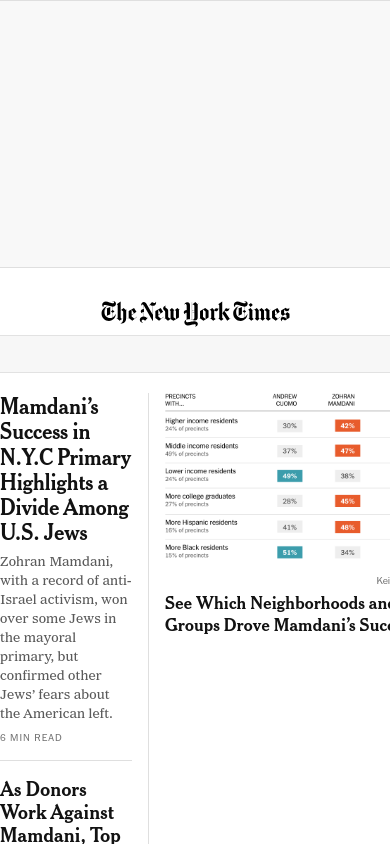 The New York Times
Mamdani's
Success in
N.Y.C Primary
Highlights a
Divide Among
U.S. Jews
Zohran Mamdani,
with a record of anti-
Israel activism, won
over some Jews in
the mayoral
primary, but
confirmed other
Jews' fears about
the American left.
6 MIN READ
As Donors
Work Against
Mamdani, Top
PRECINCTS WITH... ANDREW CUOMO ZOHRAN MAMDANI
Higher income residents 30% 42%
24% of precincts
Middle income residents 37% 47%
49% of precincts
Lower income residents 49% 38%
24% of precincts
More college graduates 28% 45%
27% of precincts
More Hispanic residents 41% 48%
16% of precincts
More Black residents 51% 34%
15% of precincts
See Which Neighborhoods
Groups Drove Mamdani's